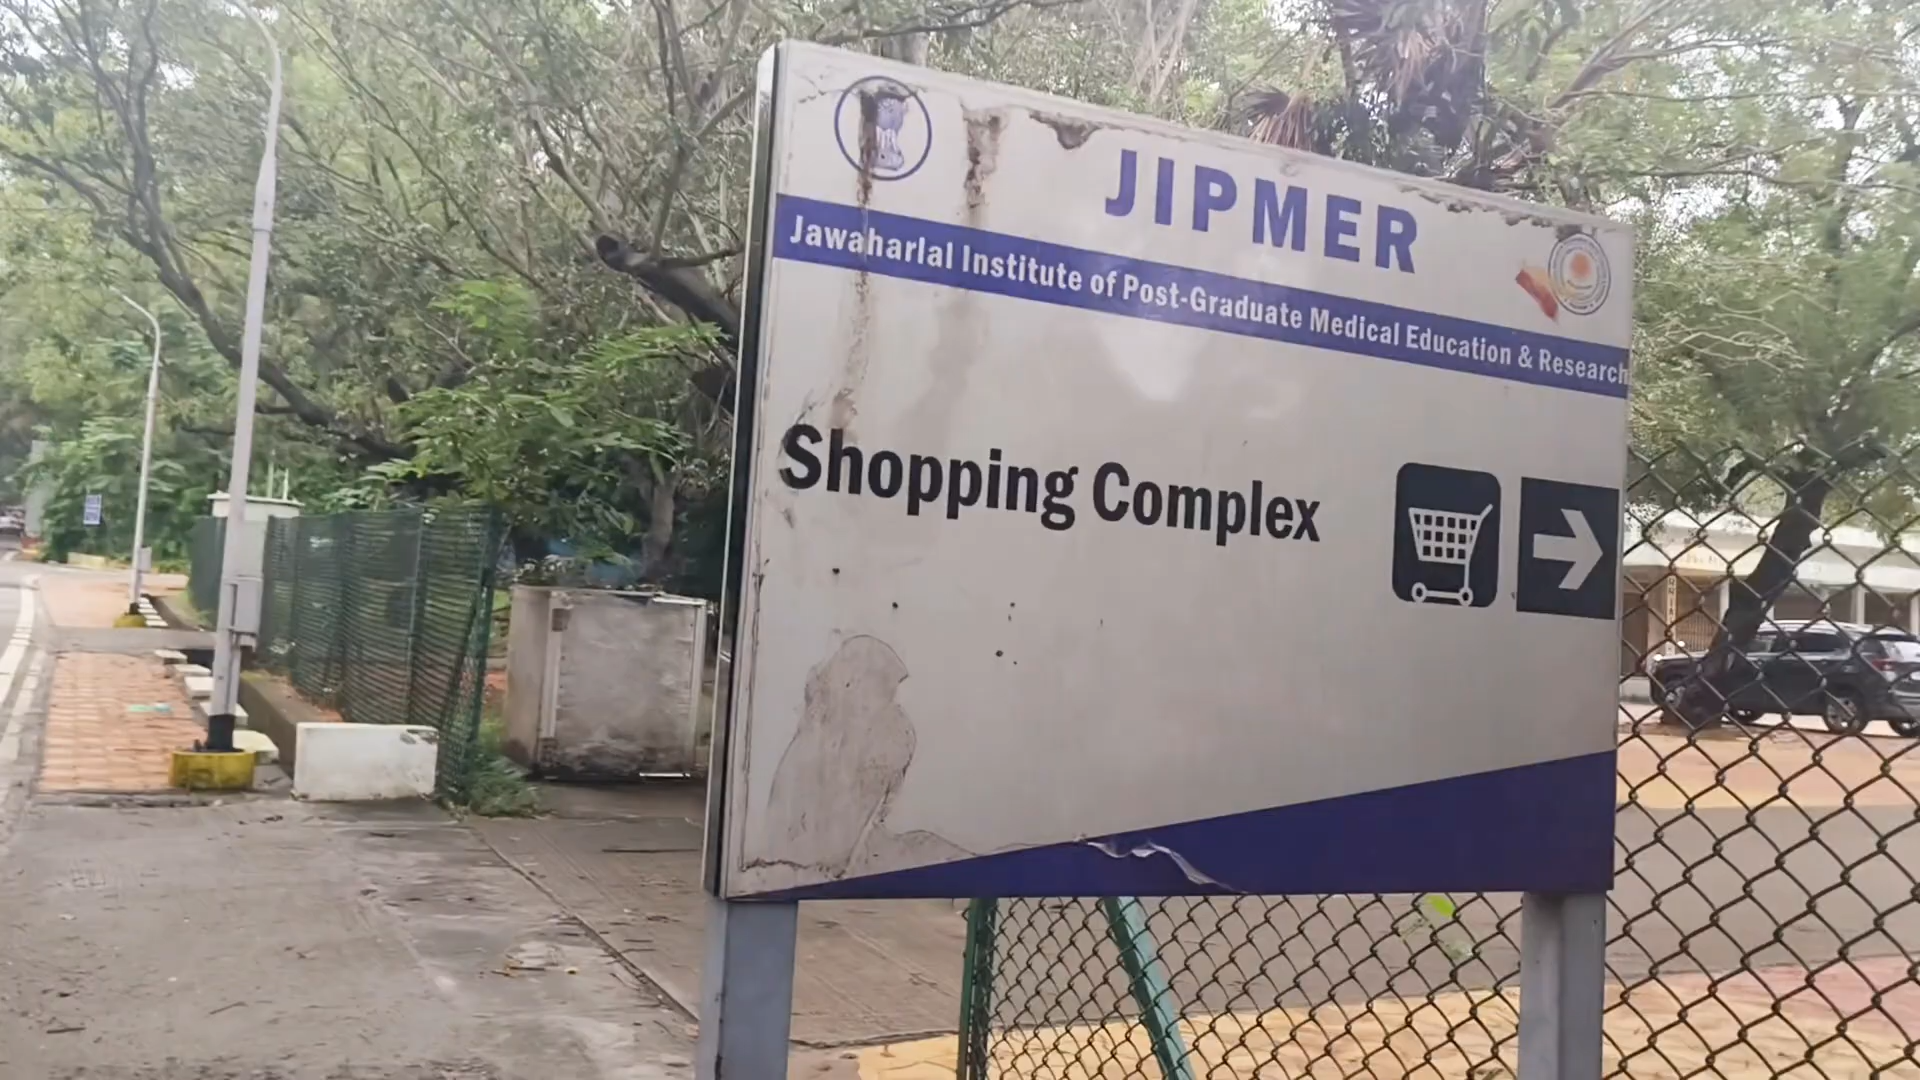 JIPMER
Jawaharlal Institute of Post-Graduate Medical Education & Research
Shopping Complex